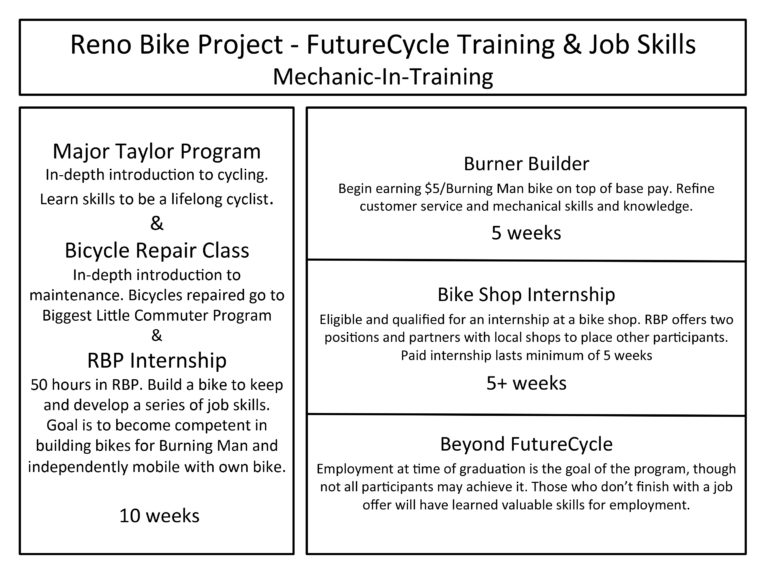 Reno Bike Project - FutureCycle Training & Job Skills
Mechanic-In-Training
Major Taylor Program
In-depth introduction to cycling.
Learn skills to be a lifelong cyclist.
&
Bicycle Repair Class
In-depth introduction to
maintenance. Bicycles repaired go to
Biggest Little Commuter Program
&
RBP Internship
50 hours in RBP. Build a bike to keep
and develop a series of job skills.
Goal is to become competent in
building bikes for Burning Man and
independently mobile with own bike.
10 weeks
Burner Builder
Begin earning $5/Burning Man bike on top of base pay. Refine
customer service and mechanical skills and knowledge.
5 weeks
Bike Shop Internship
Eligible and qualified for an internship at a bike shop. RBP offers two
positions and partners with local shops to place other participants.
Paid internship lasts minimum of 5 weeks
5+ weeks
Beyond FutureCycle
Employment at time of graduation is the goal of the program, though
not all participants may achieve it. Those who don't finish with a job
offer will have learned valuable skills for employment.